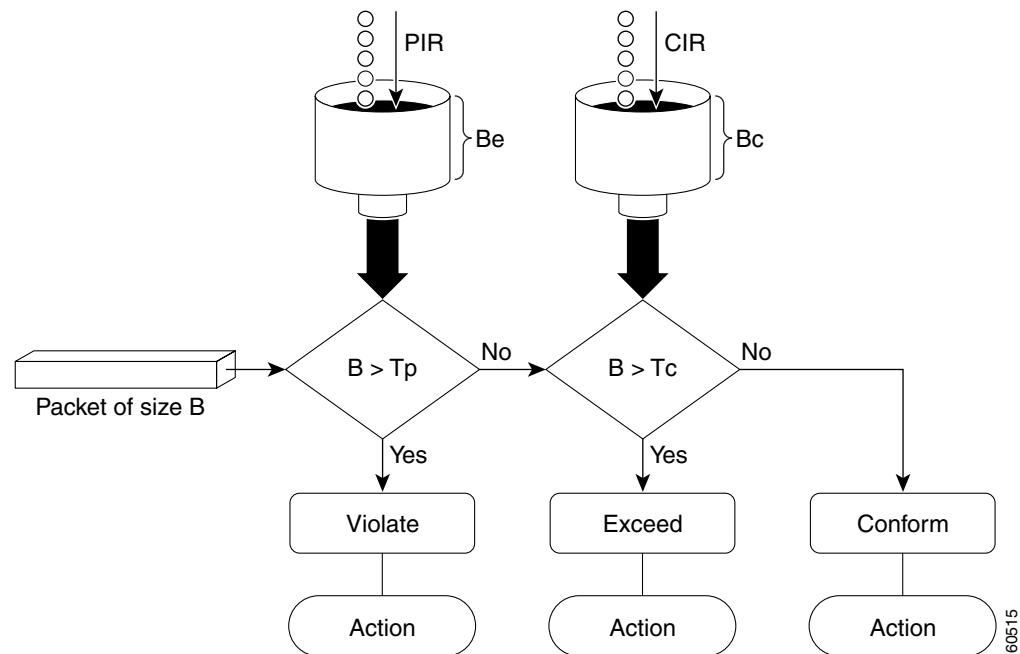 PIR
CIR
Be
Bc
Packet of size B
B > Tp
No
B > Tc
No
Yes
Yes
Violate
Exceed
Conform
Action
Action
Action
60515